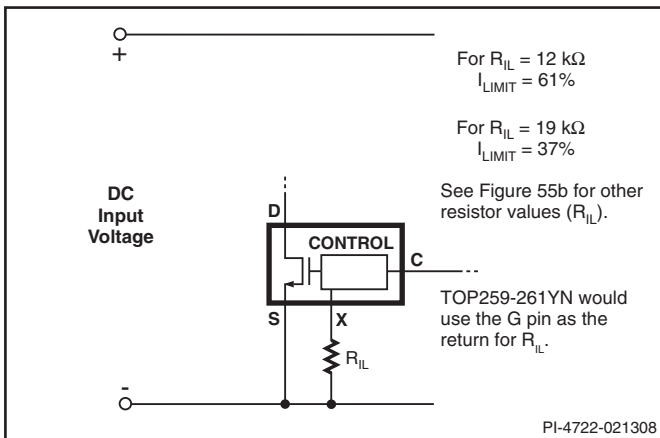 +
For R_IL = 12 kΩ
I_LIMIT = 61%
For R_IL = 19 kΩ
I_LIMIT = 37%
See Figure 55b for other
resistor values (R_IL).
DC
Input
Voltage
D
CONTROL
C
S
X
TOP259-261YN would
use the G pin as the
return for R_IL.
R_IL
-
PI-4722-021308